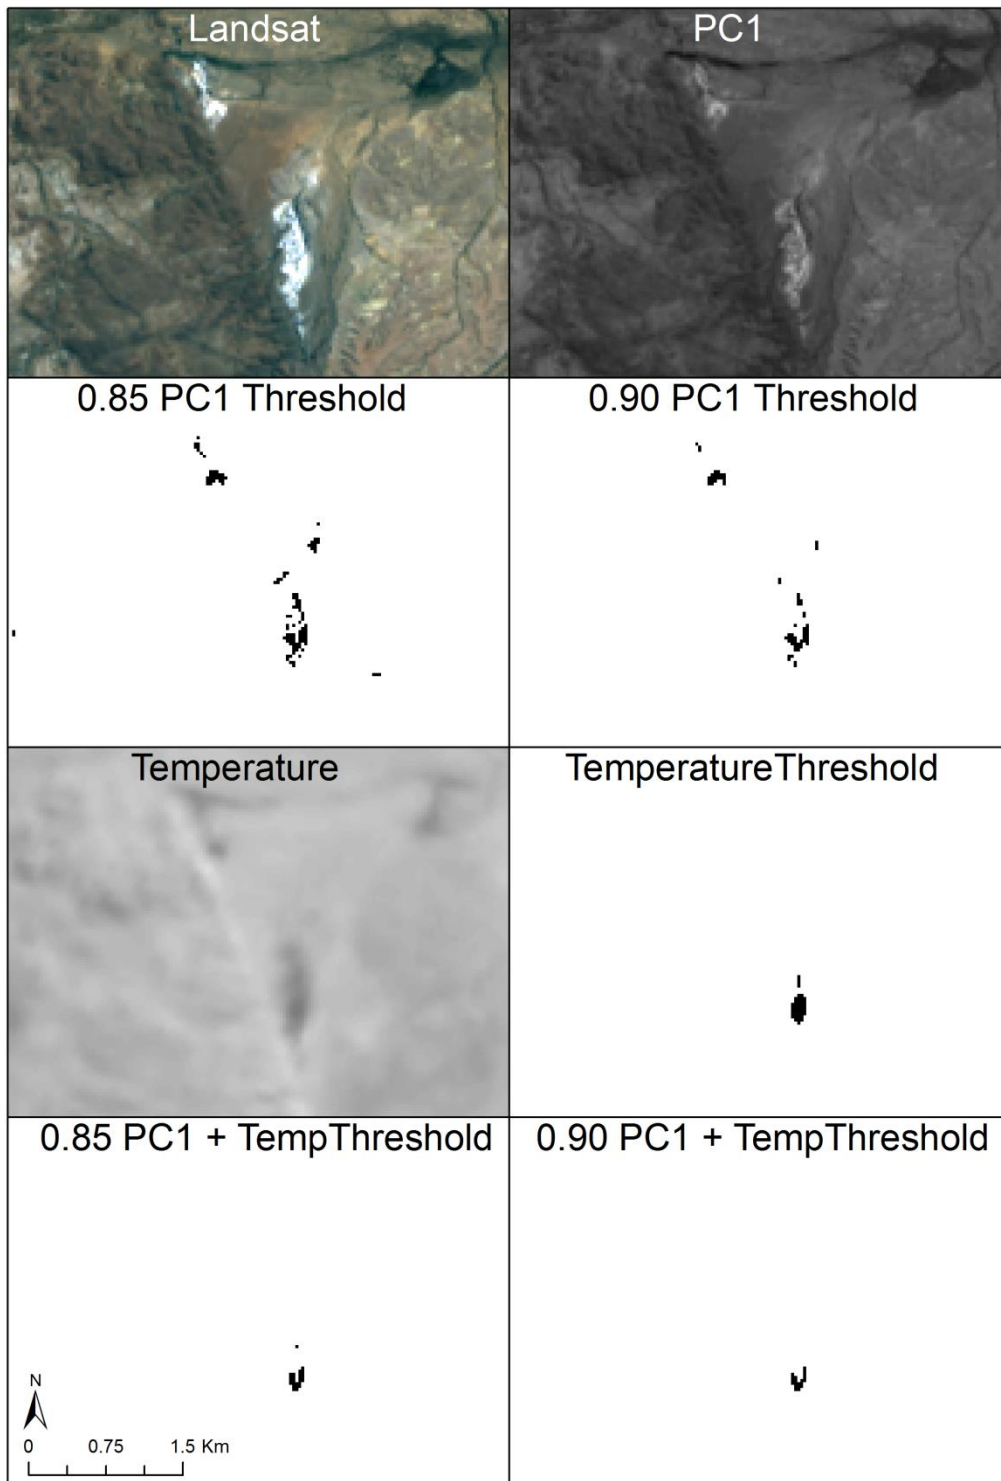 Landsat
PC1
0.85 PC1 Threshold
0.90 PC1 Threshold
Temperature
TemperatureThreshold
0.85 PC1 + TempThreshold
0.90 PC1 + TempThreshold
N
0 0.75 1.5 Km